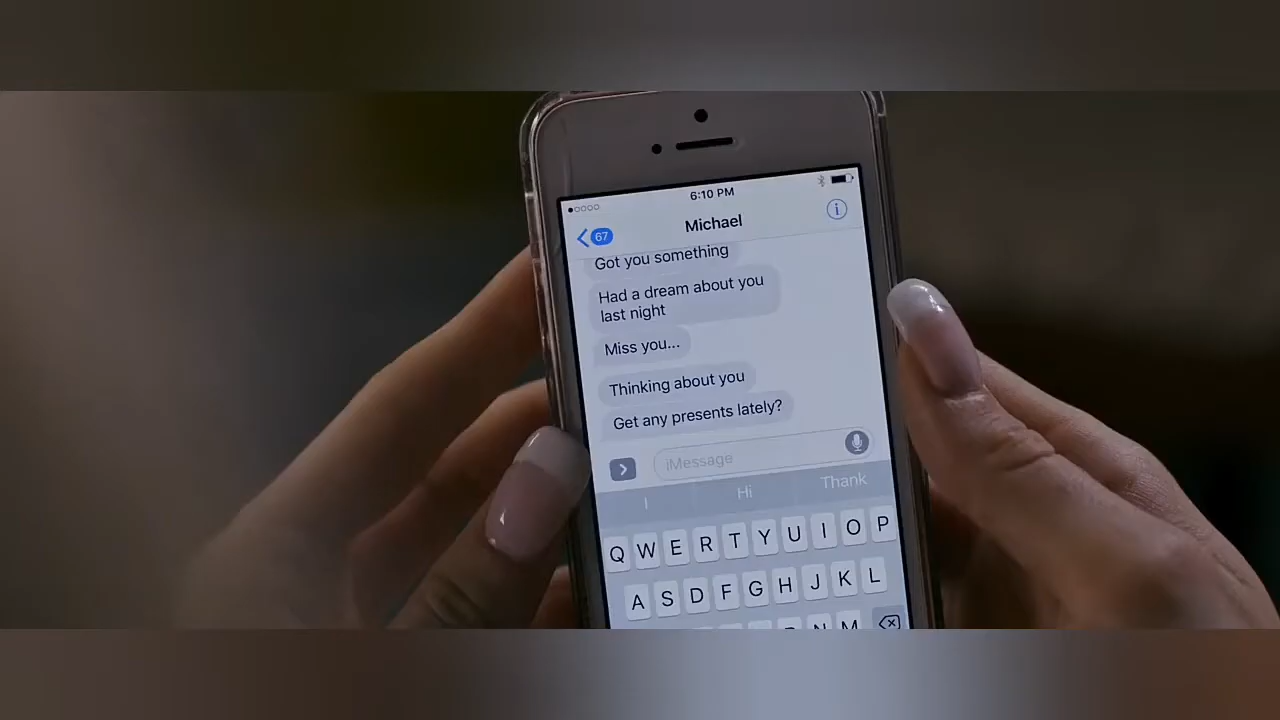 6:10 PM
67
Michael
i
Got you something
Had a dream about you
last night
Miss you...
Thinking about you
Get any presents lately?
iMessage
I Hi Thank
Q W E R T Y U I O P
A S D F G H J K L
N M